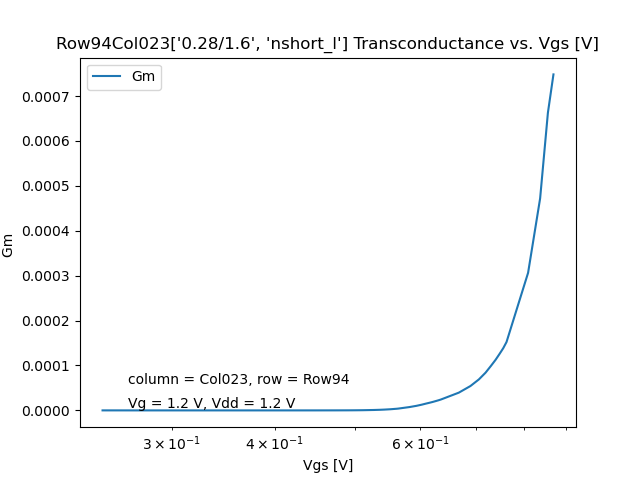 Row94Col023['0.28/1.6', 'nshort_l'] Transconductance vs. Vgs [V]
Gm
0.0007
0.0006
0.0005
0.0004
0.0003
0.0002
0.0001
0.0000
Gm
column = Col023, row = Row94
Vg = 1.2 V, Vdd = 1.2 V
3 × 10⁻¹ 4 × 10⁻¹ 6 × 10⁻¹
Vgs [V]